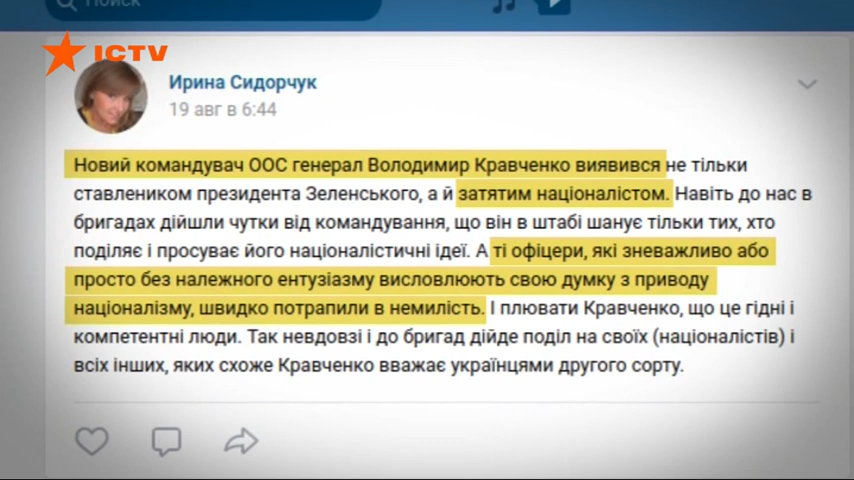 Поиск
ICTV
Ирина Сидорчук
19 авг в 6:44
Новий командувач ООС генерал Володимир Кравченко виявився не тільки
ставлеником президента Зеленського, а й затятим націоналістом. Навіть до нас в
бригадах дійшли чутки від командування, що він в штабі шанує тільки тих, хто
поділяє і просуває його націоналістичні ідеї. А ті офіцери, які зневажливо або
просто без належного ентузіазму висловлюють свою думку з приводу
націоналізму, швидко потрапили в немилість. І плювати Кравченко, що це гідні і
компетентні люди. Так невдовзі і до бригад дійде поділ на своїх (націоналістів) і
всіх інших, яких схоже Кравченко вважає українцями другого сорту.